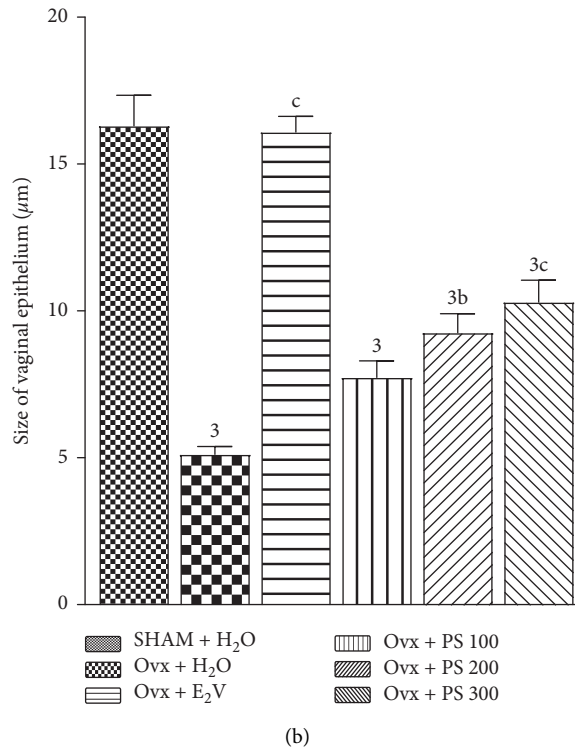 20
15
10
5
0
Size of vaginal epithelium (μm)
3
c
3
3b
3c
SHAM + H₂O
Ovx + H₂O
Ovx + E₂V
Ovx + PS 100
Ovx + PS 200
Ovx + PS 300
(b)